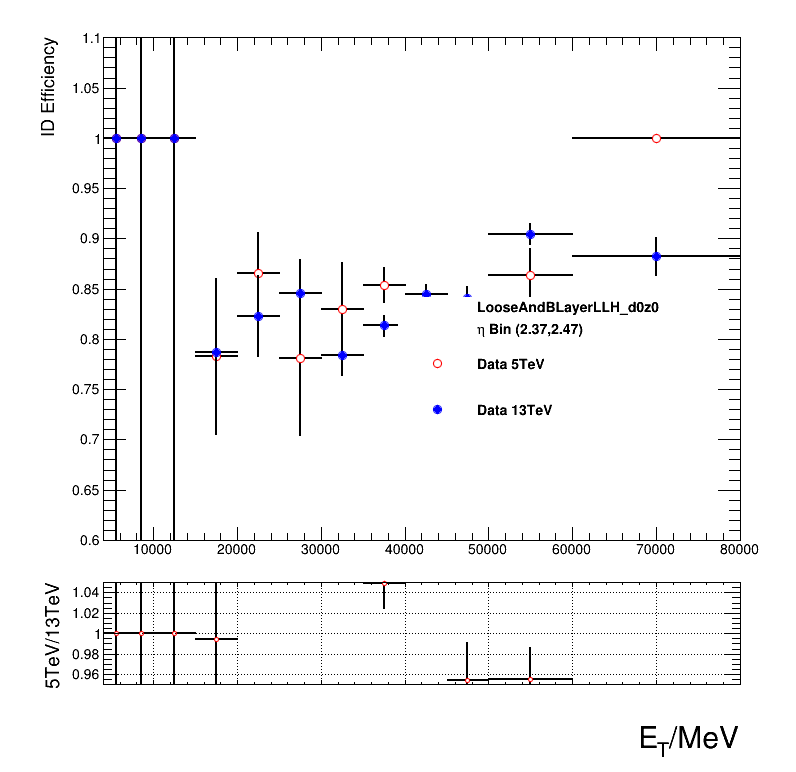 ID Efficiency
1.1
1.05
1
0.95
0.9
0.85
0.8
0.75
0.7
0.65
0.6
LooseAndBLayerLLH_d0z0
η Bin (2.37,2.47)
Data 5TeV
Data 13TeV
10000 20000 30000 40000 50000 60000 70000 80000
5TeV/13TeV
1.04
1.02
1
0.98
0.96
E_T/MeV